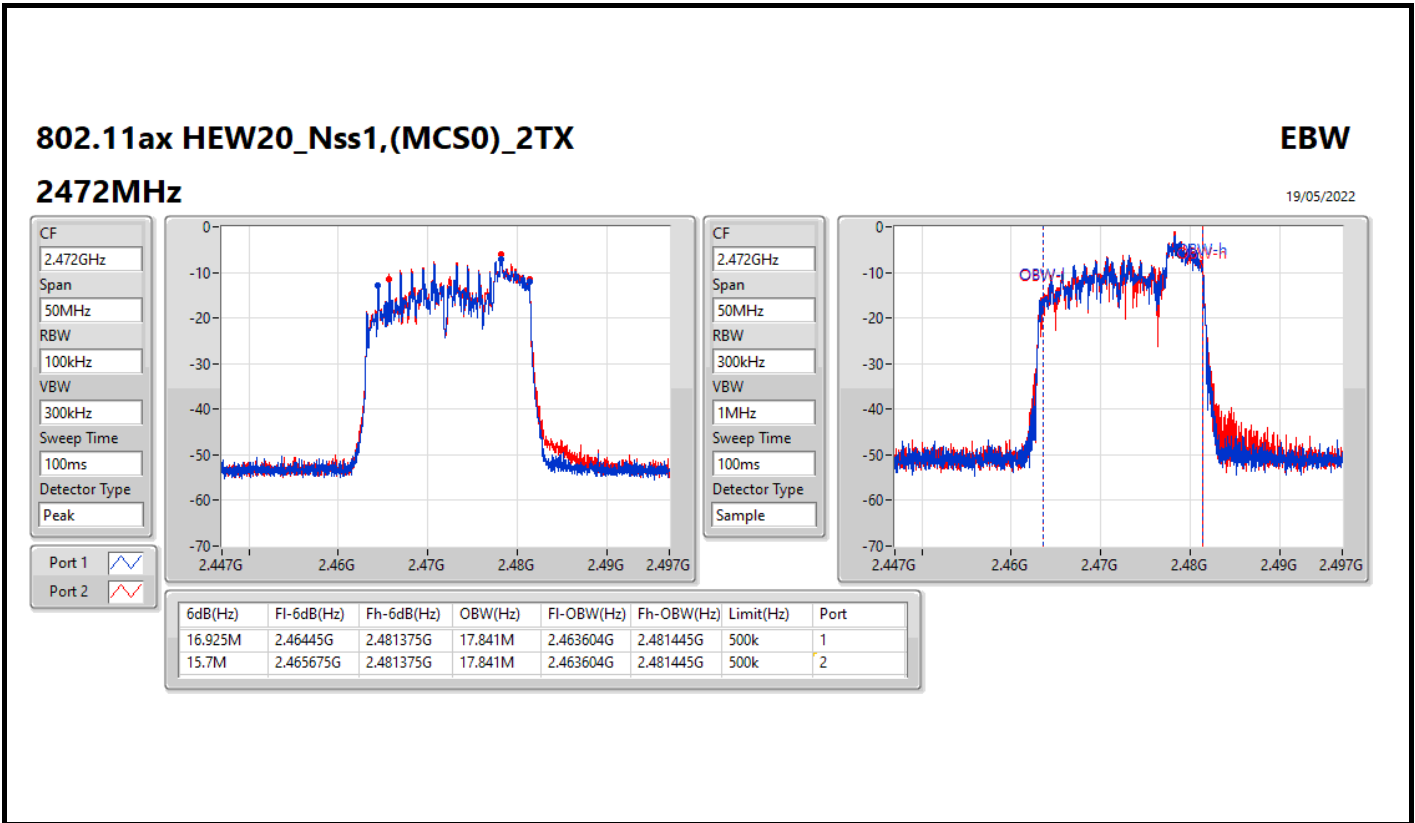 802.11ax HEW20_Nss1,(MCS0)_2TX EBW
2472MHz 19/05/2022
CF
2.472GHz
Span
50MHz
RBW
100kHz
VBW
300kHz
Sweep Time
100ms
Detector Type
Peak
Port 1
Port 2
0
-10
-20
-30
-40
-50
-60
-70
2.447G 2.46G 2.47G 2.48G 2.49G 2.497G
CF
2.472GHz
Span
50MHz
RBW
300kHz
VBW
1MHz
Sweep Time
100ms
Detector Type
Sample
0
-10
-20
-30
-40
-50
-60
-70
OBW-l OBW-h
2.447G 2.46G 2.47G 2.48G 2.49G 2.497G
6dB(Hz) Fl-6dB(Hz) Fh-6dB(Hz) OBW(Hz) Fl-OBW(Hz) Fh-OBW(Hz) Limit(Hz) Port
16.925M 2.46445G 2.481375G 17.841M 2.463604G 2.481445G 500k 1
15.7M 2.465675G 2.481375G 17.841M 2.463604G 2.481445G 500k 2